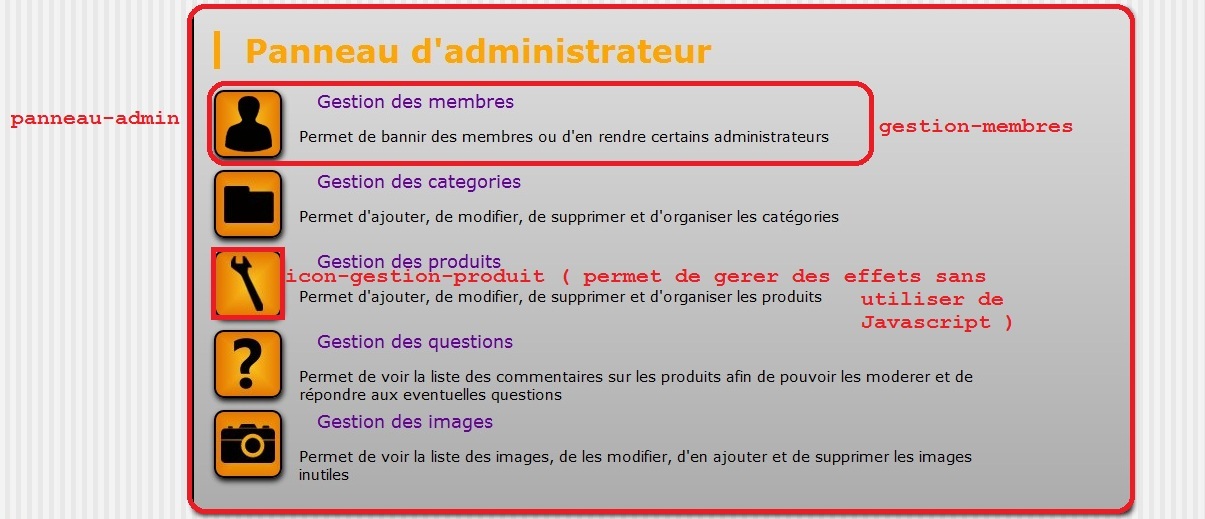 Panneau d'administrateur
Gestion des membres
panneau-admin
gestion-membres
Permet de bannir des membres ou d'en rendre certains administrateurs
Gestion des categories
Permet d'ajouter, de modifier, de supprimer et d'organiser les catégories
Gestion des produits
icon-gestion-produit ( permet de gerer des effets sans
utiliser de
Javascript )
Permet d'ajouter, de modifier, de supprimer et d'organiser les produits
Gestion des questions
Permet de voir la liste des commentaires sur les produits afin de pouvoir les moderer et de
répondre aux eventuelles questions
Gestion des images
Permet de voir la liste des images, de les modifier, d'en ajouter et de supprimer les images
inutiles